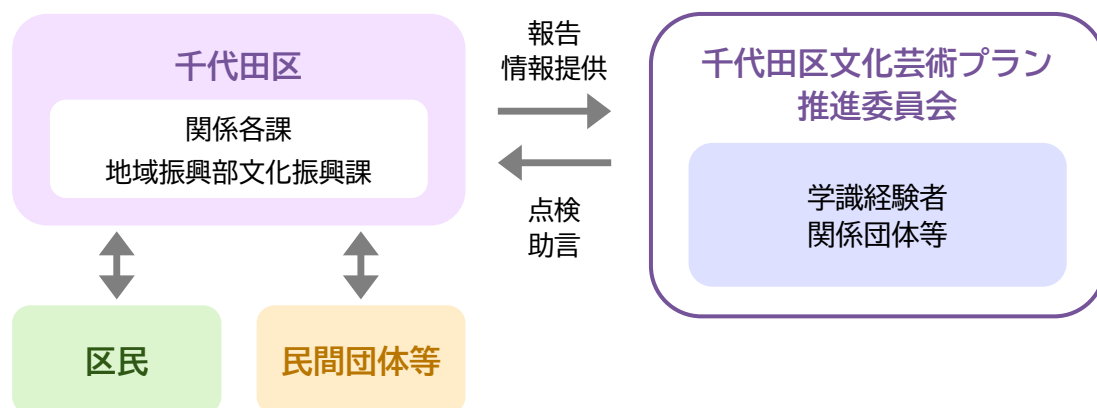 千代田区
関係各課
地域振興部文化振興課
報告
情報提供
点検
助言
千代田区文化芸術プラン
推進委員会
学識経験者
関係団体等
区民
民間団体等